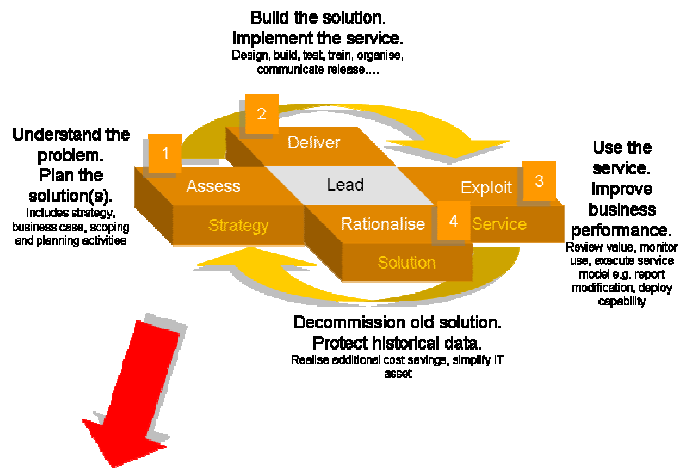 Build the solution.
Implement the service.
Design, build, test, train, organise,
communicate release....
2
Deliver
Understand the
problem.
Plan the
solution(s).
Includes strategy,
business case, scoping
and planning activities
1
Assess
Strategy
Lead
Exploit
3
Service
Rationalise
4
Solution
Use the
service.
Improve
business
performance.
Review value, monitor
use, execute service
model e.g. report
modification, deploy
capability
Decommission old solution.
Protect historical data.
Realise additional cost savings, simplify IT
asset